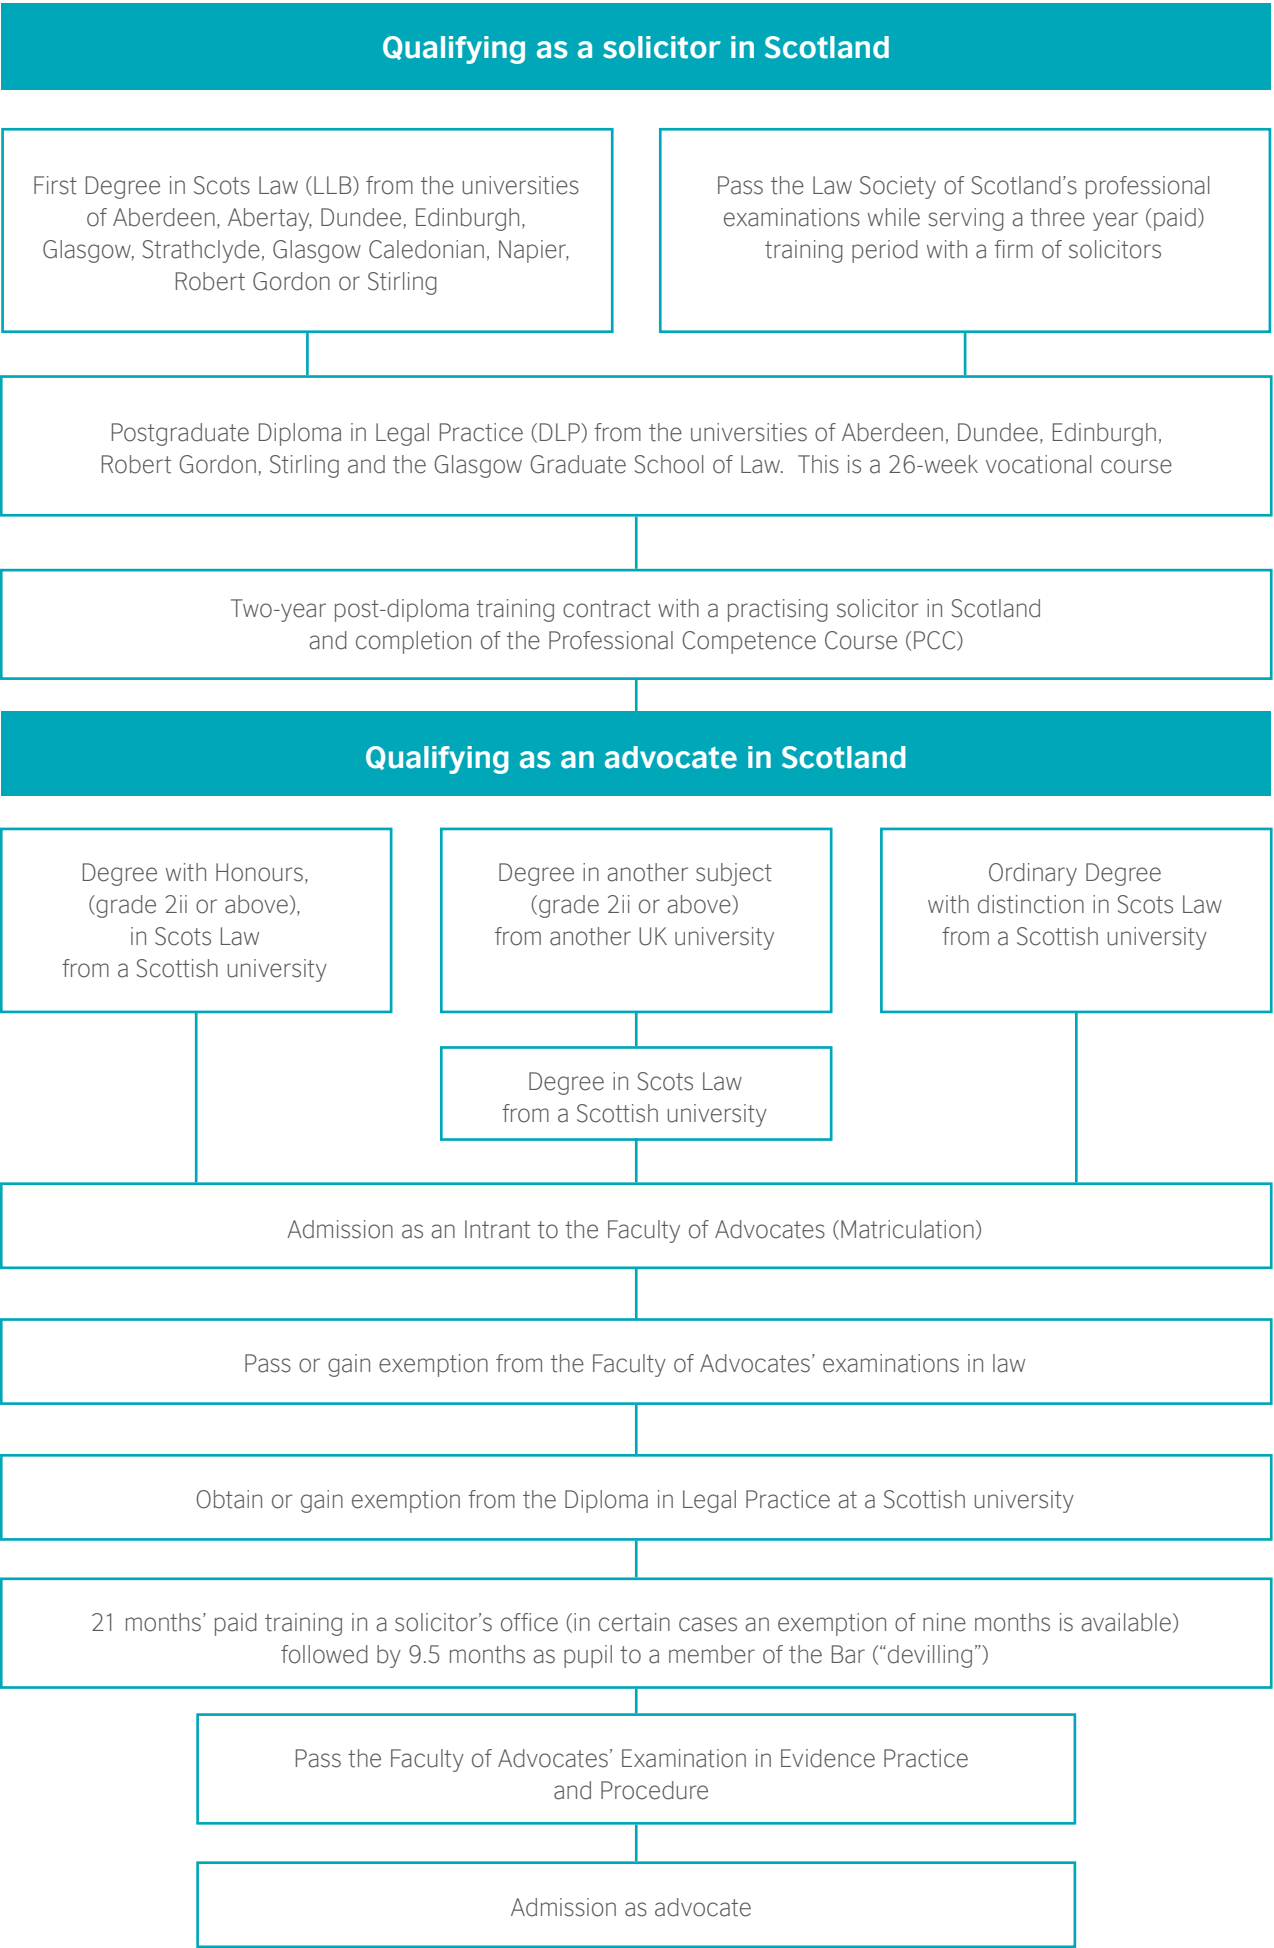 Qualifying as a solicitor in Scotland
First Degree in Scots Law (LLB) from the universities
of Aberdeen, Abertay, Dundee, Edinburgh,
Glasgow, Strathclyde, Glasgow Caledonian, Napier,
Robert Gordon or Stirling
Pass the Law Society of Scotland’s professional
examinations while serving a three year (paid)
training period with a firm of solicitors
Postgraduate Diploma in Legal Practice (DLP) from the universities of Aberdeen, Dundee, Edinburgh,
Robert Gordon, Stirling and the Glasgow Graduate School of Law.  This is a 26-week vocational course
Two-year post-diploma training contract with a practising solicitor in Scotland
and completion of the Professional Competence Course (PCC)
Qualifying as an advocate in Scotland
Degree with Honours,
(grade 2ii or above),
in Scots Law
from a Scottish university
Degree in another subject
(grade 2ii or above)
from another UK university
Ordinary Degree
with distinction in Scots Law
from a Scottish university
Degree in Scots Law
from a Scottish university
Admission as an Intrant to the Faculty of Advocates (Matriculation)
Pass or gain exemption from the Faculty of Advocates’ examinations in law
Obtain or gain exemption from the Diploma in Legal Practice at a Scottish university
21 months’ paid training in a solicitor’s office (in certain cases an exemption of nine months is available)
followed by 9.5 months as pupil to a member of the Bar (“devilling”)
Pass the Faculty of Advocates’ Examination in Evidence Practice
and Procedure
Admission as advocate